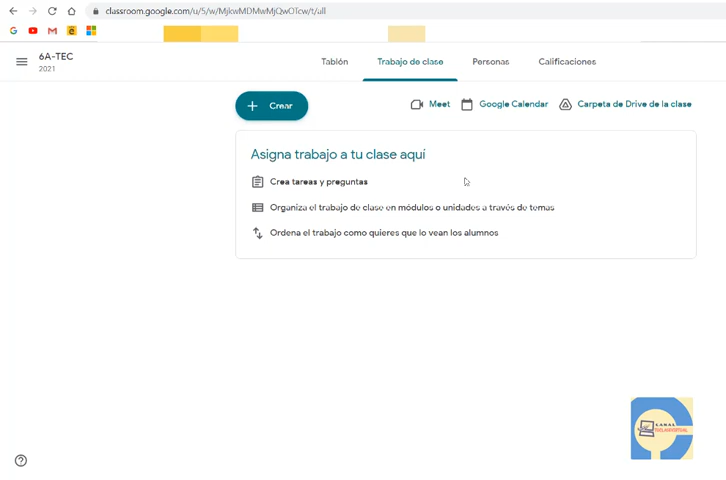 classroom.google.com/u/5/w/MjkwMDMwMjQwOTcw/t/all
6A-TEC
2021
Tablón
Trabajo de clase
Personas
Calificaciones
Crear
Meet
Google Calendar
Carpeta de Drive de la clase
Asigna trabajo a tu clase aquí
Crea tareas y preguntas
Organiza el trabajo de clase en módulos o unidades a través de temas
Ordena el trabajo como quieres que lo vean los alumnos
CANAL